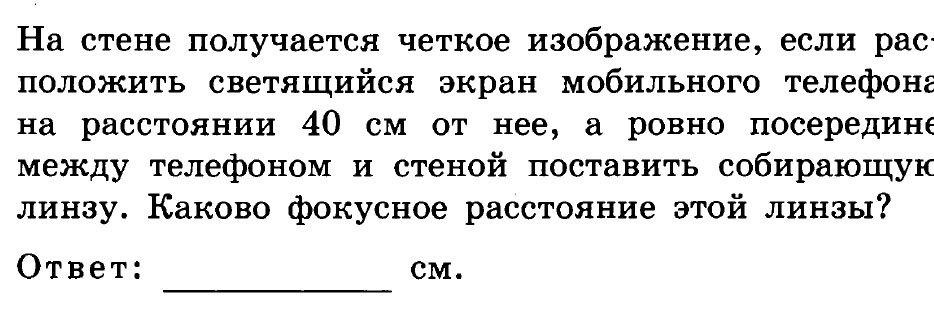 На стене получается четкое изображение, если рас-
положить светящийся экран мобильного телефона
на расстоянии 40 см от нее, а ровно посередине
между телефоном и стеной поставить собирающую
линзу. Каково фокусное расстояние этой линзы?
Ответ: ____________ см.